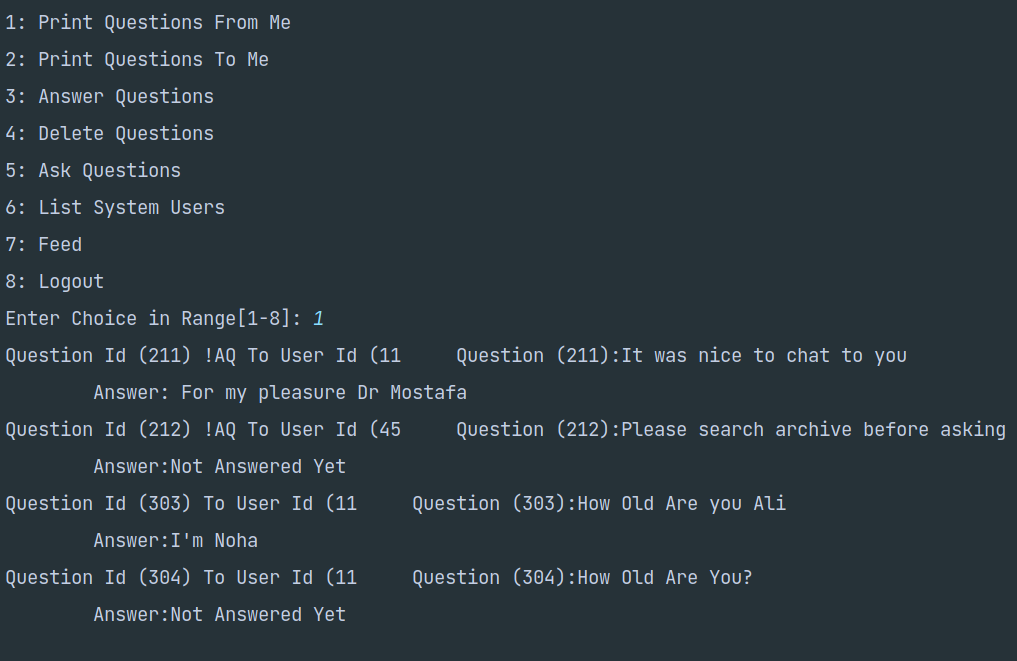 1: Print Questions From Me
2: Print Questions To Me
3: Answer Questions
4: Delete Questions
5: Ask Questions
6: List System Users
7: Feed
8: Logout
Enter Choice in Range[1-8]: 1
Question Id (211) !AQ To User Id (11     Question (211):It was nice to chat to you
        Answer: For my pleasure Dr Mostafa
Question Id (212) !AQ To User Id (45     Question (212):Please search archive before asking
        Answer:Not Answered Yet
Question Id (303) To User Id (11     Question (303):How Old Are you Ali
        Answer:I'm Noha
Question Id (304) To User Id (11     Question (304):How Old Are You?
        Answer:Not Answered Yet